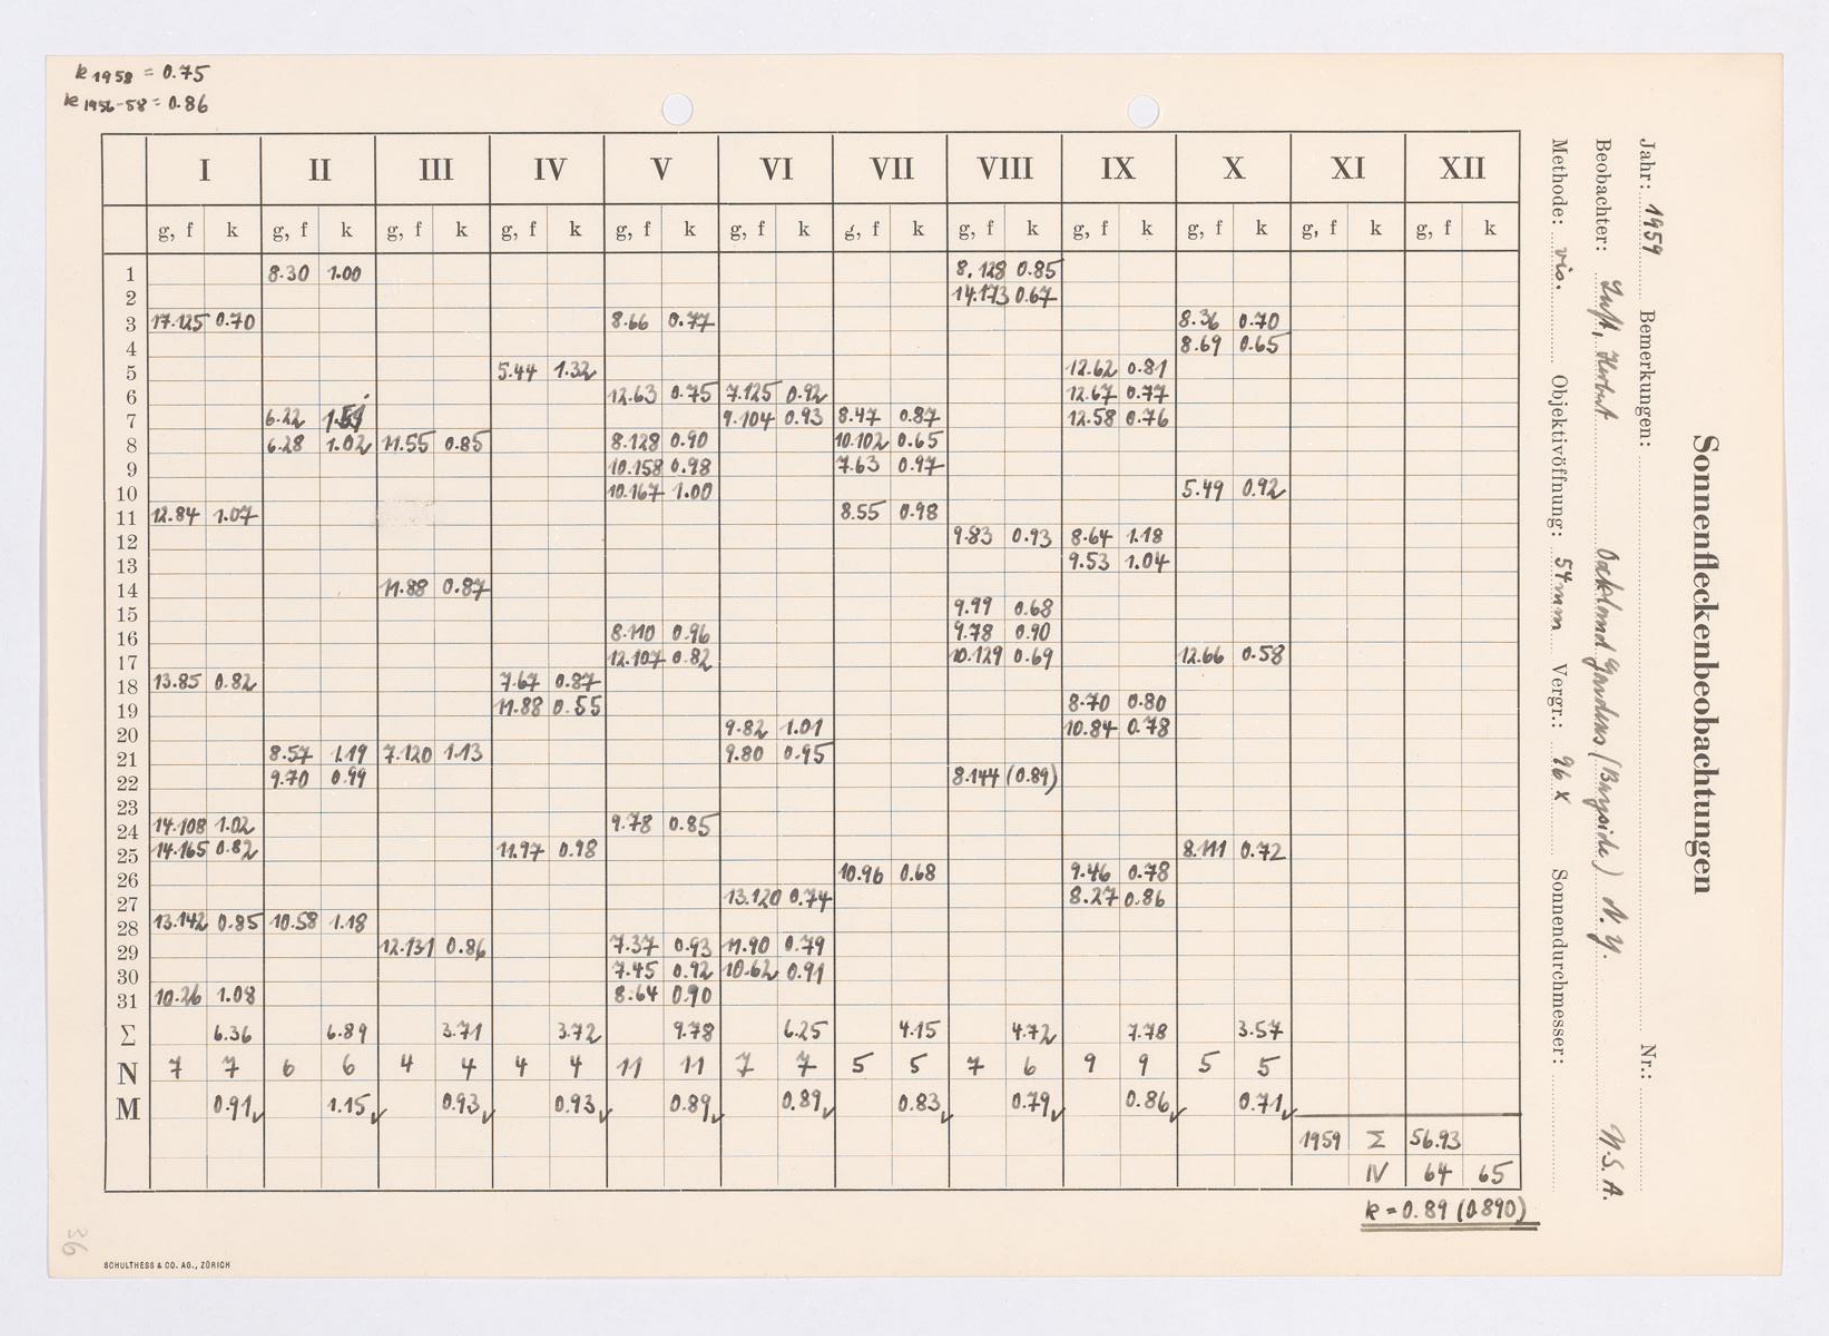 k 1958 = 0.75
k 1956-58 = 0.86
I II III IV V VI VII VIII IX X XI XII
g, f k g, f k g, f k g, f k g, f k g, f k g, f k g, f k g, f k g, f k g, f k g, f k
1 8.30 1.00 8.128 0.85
2 14.173 0.67
3 17.125 0.70 8.66 0.77 8.36 0.70
4 8.69 0.65
5 5.44 1.32 12.62 0.81
6 12.63 0.75 7.125 0.92 12.67 0.77
7 6.22 9.104 0.93 8.47 0.87 12.58 0.76
8 6.28 1.02 11.55 0.85 8.128 0.90 10.102 0.65
9 10.158 0.98 7.63 0.97
10 10.167 1.00 5.49 0.92
11 12.84 1.07 8.55 0.98
12 9.83 0.93 8.64 1.18
13 9.53 1.04
14 11.88 0.87
15 9.99 0.68
16 8.110 0.96 9.78 0.90
17 12.107 0.82 10.129 0.69 12.66 0.58
18 13.85 0.82 7.67 0.87
19 11.88 0.55 8.70 0.80
20 9.82 1.01 10.84 0.78
21 8.57 1.19 7.120 1.13 9.80 0.95
22 9.70 0.99 8.144 (0.89)
23
24 14.108 1.02 9.78 0.85
25 14.165 0.82 11.97 0.98 8.111 0.72
26 10.96 0.68 9.46 0.78
27 13.120 0.74 8.27 0.86
28 13.142 0.85 10.58 1.18
29 12.131 0.86 7.37 0.93 11.90 0.79
30 7.45 0.92 10.62 0.91
31 10.26 1.08 8.64 0.90
Σ 6.36 6.89 3.71 3.72 9.78 6.25 4.15 4.72 7.78 3.57
N 7 7 6 6 4 4 4 4 11 11 7 7 5 5 7 6 9 9 5 5
M 0.91 1.15 0.93 0.93 0.89 0.89 0.83 0.79 0.86 0.71
1959 Σ 56.93
N 64 65
k = 0.89 (0.890)
36
SCHULTHESS & CO. AG., ZÜRICH
Sonnenfleckenbeobachtungen
Jahr: 1959 Bemerkungen: Nr.:
Beobachter: Luft, Herbert Oakland Gardens (Bayside) N.Y. U.S.A.
Methode: vis. Objektivöffnung: 54mm Vergr.: 96 x Sonnendurchmesser: